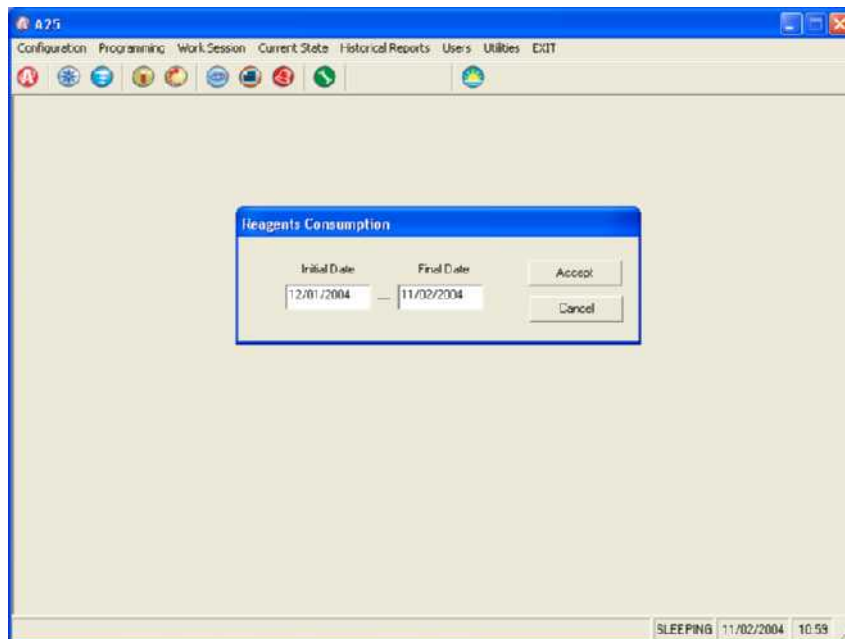 A25
Configuration Programming Work Session Current State Historical Reports Users Utilities EXIT
Reagents Consumption
Initial Date Final Date
Accept
12/01/2004 — 11/02/2004
Cancel
SLEEPING 11/02/2004 10:59